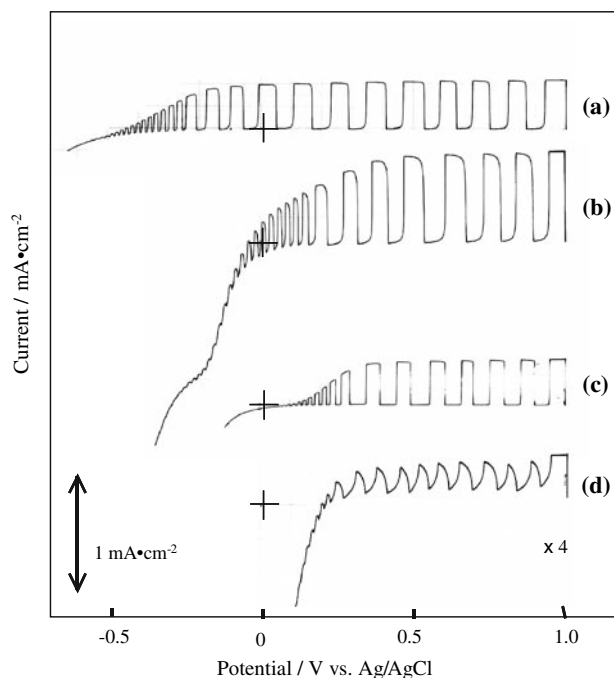 (a)
(b)
(c)
(d)
Current / mA•cm-2
1 mA•cm-2
x 4
-0.5
0
0.5
1.0
Potential / V vs. Ag/AgCl